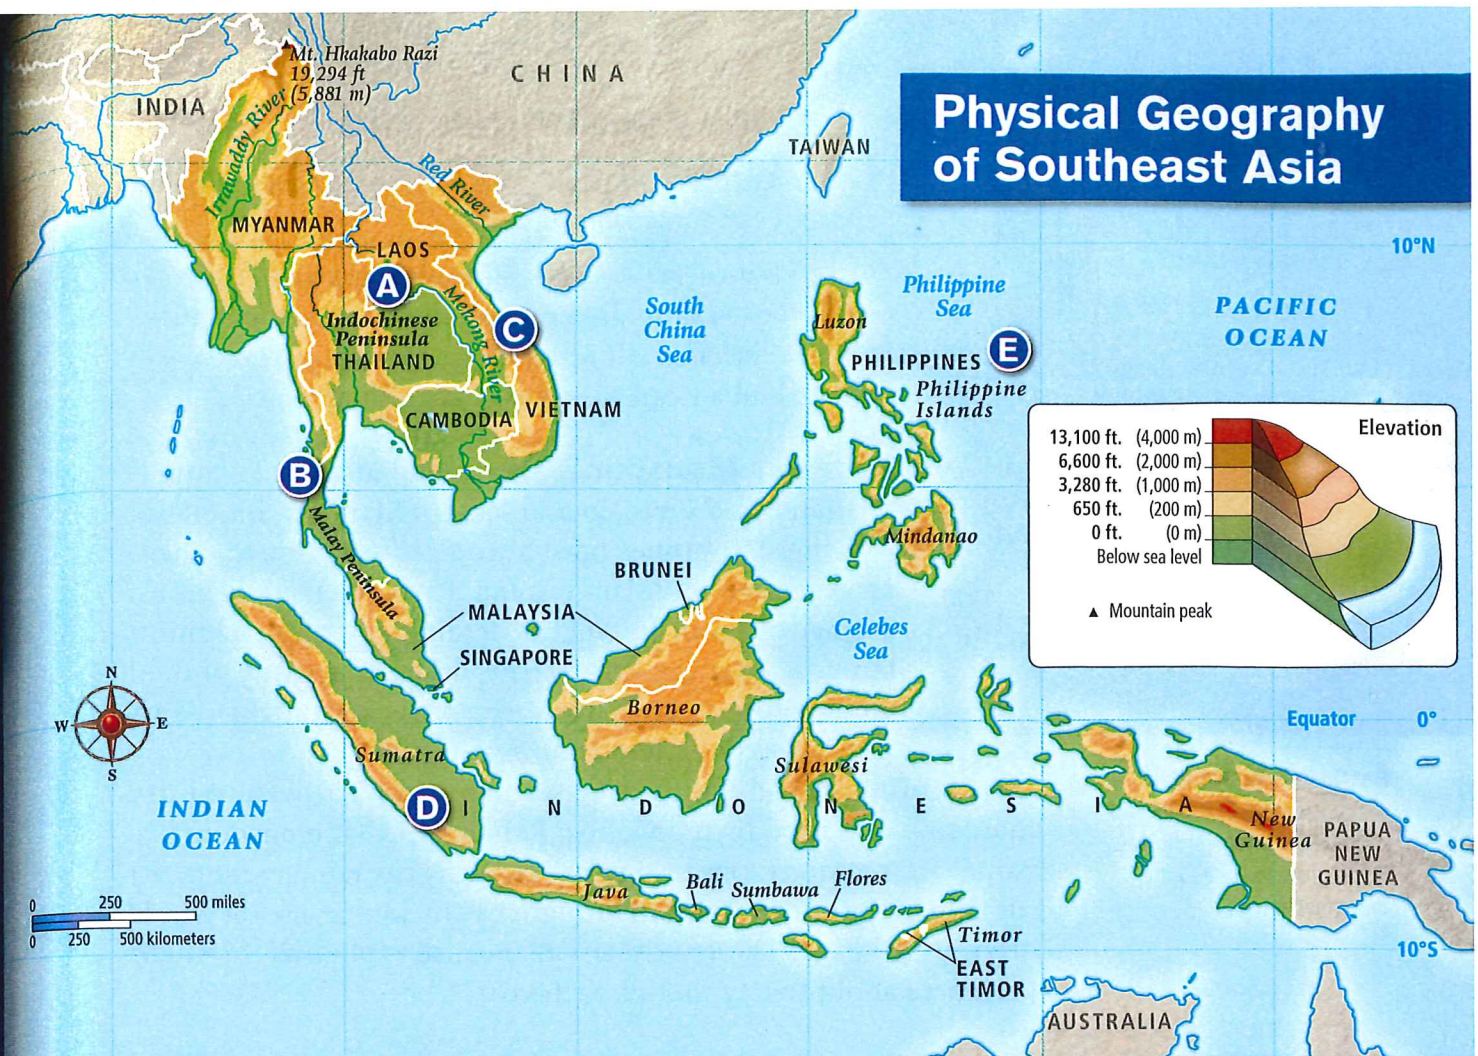 Physical Geography
of Southeast Asia
Mt. Hkakabo Razi
19,294 ft
(5,881 m)
CHINA
INDIA
Irrawaddy River
Red River
TAIWAN
MYANMAR
LAOS
10°N
A
Mekong River
Indochinese
Peninsula
THAILAND
C
South
China
Sea
Luzon
Philippine
Sea
PACIFIC
OCEAN
PHILIPPINES
E
Philippine
Islands
CAMBODIA
VIETNAM
B
Malay Peninsula
Elevation
13,100 ft. (4,000 m)
6,600 ft. (2,000 m)
3,280 ft. (1,000 m)
650 ft. (200 m)
0 ft. (0 m)
Below sea level
▲ Mountain peak
Mindanao
BRUNEI
MALAYSIA
SINGAPORE
Celebes
Sea
N
W
E
S
Borneo
Equator 0°
Sumatra
Sulawesi
D
INDONESIA
INDIAN
OCEAN
New
Guinea
PAPUA
NEW
GUINEA
Java
Bali
Sumbawa
Flores
0 250 500 miles
0 250 500 kilometers
Timor
EAST
TIMOR
10°S
AUSTRALIA